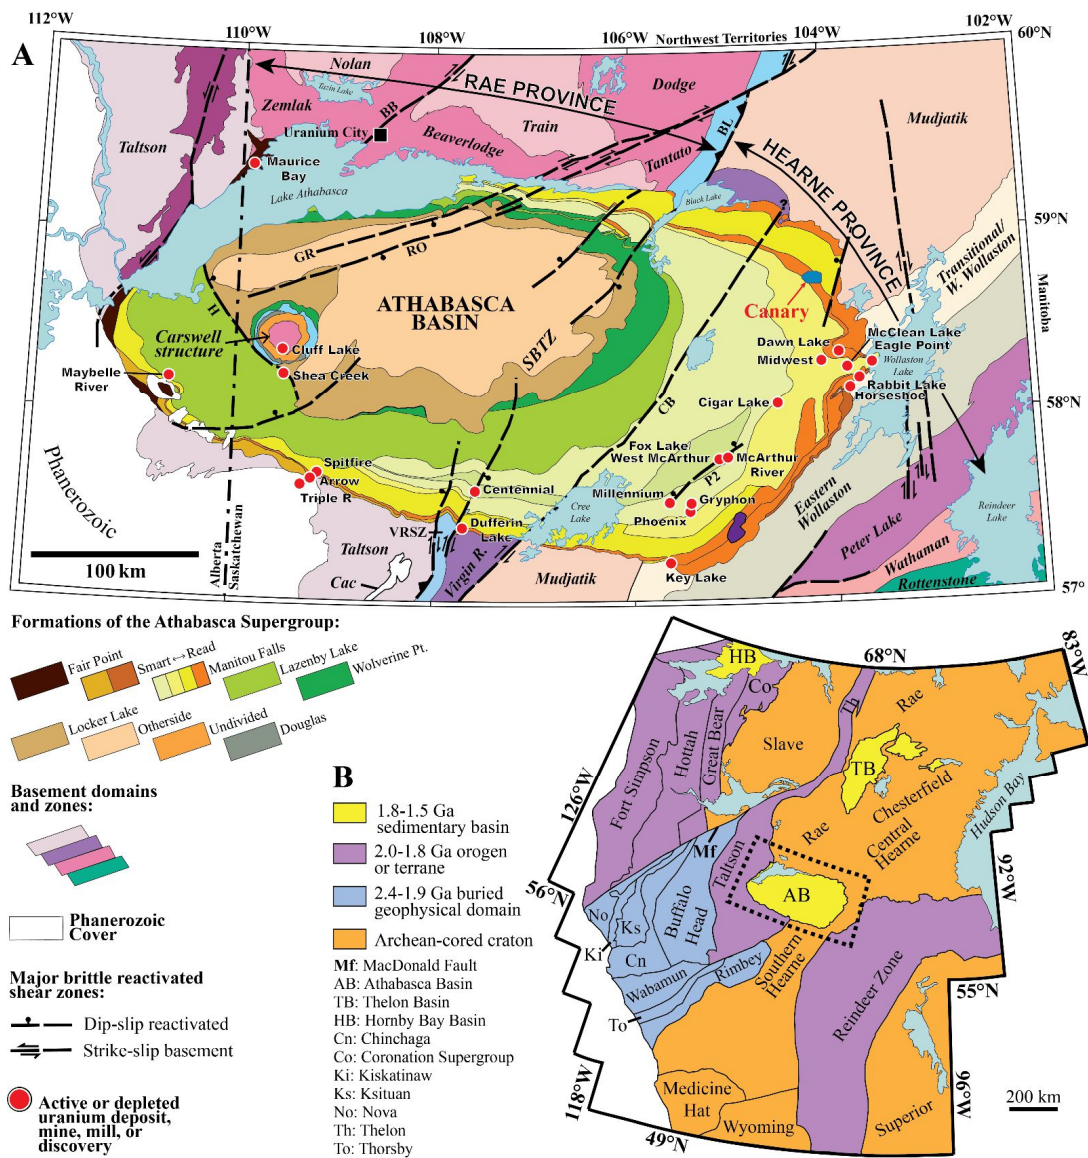 112°W
110°W
108°W
106°W
Northwest Territories
104°W
102°W
60°N
A
Nolan
Tazin Lake
RAE PROVINCE
Dodge
Zemlak
BB
Uranium City
Train
BL
Mudjatik
Taltson
Beaverlodge
Maurice
Bay
Tantato
HEARNE PROVINCE
Lake Athabasca
Black Lake
?
59°N
GR
RO
Transitional/
W. Wollaston
H
ATHABASCA
BASIN
Canary
Manitoba
Carswell
structure
SBTZ
McClean Lake
Dawn Lake
Eagle Point
Cluff Lake
Midwest
Wollaston
Lake
Maybelle
River
Shea Creek
Rabbit Lake
Horseshoe
CB
Cigar Lake
58°N
Phanerozoic
Fox Lake
West McArthur
McArthur
River
Spitfire
Arrow
Triple R
P2
Eastern
Wollaston
Centennial
Millennium
Gryphon
Reindeer
Lake
Cree
Lake
Phoenix
Alberta
Saskatchewan
VRSZ
Dufferin
Lake
Peter Lake
100 km
Taltson
Virgin R.
Wathaman
Cac
Mudjatik
Key Lake
Rottenstone
57°
Formations of the Athabasca Supergroup:
Fair Point
Smart↔Read
Manitou Falls
Lazenby Lake
Wolverine Pt.
Locker Lake
Otherside
Undivided
Douglas
Basement domains
and zones:
Phanerozoic
Cover
Major brittle reactivated
shear zones:
Dip-slip reactivated
Strike-slip basement
Active or depleted
uranium deposit,
mine, mill, or
discovery
B
1.8-1.5 Ga
sedimentary basin
2.0-1.8 Ga orogen
or terrane
2.4-1.9 Ga buried
geophysical domain
Archean-cored craton
Mf: MacDonald Fault
AB: Athabasca Basin
TB: Thelon Basin
HB: Hornby Bay Basin
Cn: Chinchaga
Co: Coronation Supergroup
Ki: Kiskatinaw
Ks: Ksituan
No: Nova
Th: Thelon
To: Thorsby
83°W
68°N
HB
Co
Rae
Th
Hottah
Great Bear
Slave
Fort Simpson
TB
126°W
Chesterfield
Hudson Bay
Central
Hearne
Rae
Mf
Taltson
92°W
56°N
AB
No
Ks
Buffalo
Head
Ki
Cn
Southern
Hearne
Rimbey
Wabamun
Reindeer Zone
55°N
To
118°W
96°W
Medicine
Hat
200 km
Superior
Wyoming
49°N